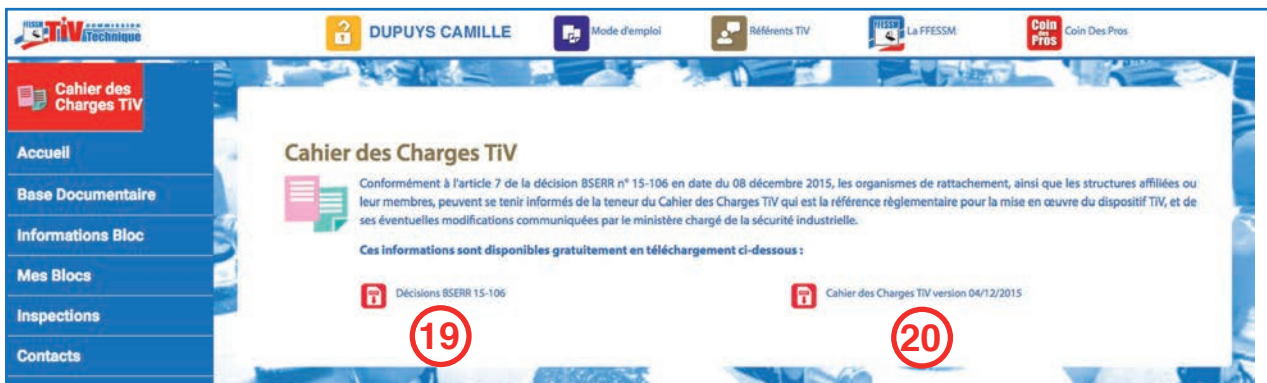 FFESSM TiV COMMISSION Technique
DUPUYS CAMILLE
Mode d'emploi
Référents TIV
FFESSM
La FFESSM
Coin des Pros
Coin Des Pros
Cahier des
Charges TiV
Accueil
Base Documentaire
Informations Bloc
Mes Blocs
Inspections
Contacts
Cahier des Charges TiV
Conformément à l'article 7 de la décision BSERR n° 15-106 en date du 08 décembre 2015, les organismes de rattachement, ainsi que les structures affiliées ou
leur membres, peuvent se tenir informés de la teneur du Cahier des Charges TiV qui est la référence règlementaire pour la mise en œuvre du dispositif TiV, et de
ses éventuelles modifications communiquées par le ministère chargé de la sécurité industrielle.
Ces informations sont disponibles gratuitement en téléchargement ci-dessous :
Décisions BSERR 15-106
Cahier des Charges TIV version 04/12/2015
19
20